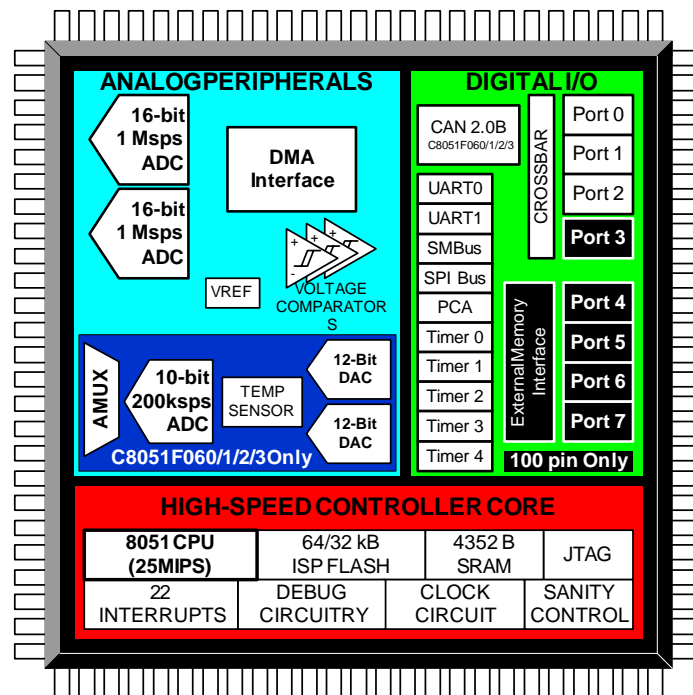 ANALOGPERIPHERALS
16-bit
1 Msps
ADC
16-bit
1 Msps
ADC
DMA
Interface
+
-
+
+
VREF
VOLTAGE
COMPARATOR
S
AMUX
10-bit
200ksps
ADC
TEMP
SENSOR
12-Bit
DAC
12-Bit
DAC
C8051F060/1/2/3Only
DIGITALI/O
CAN 2.0B
C8051F060/1/2/3
UART0
UART1
SMBus
SPI Bus
PCA
Timer 0
Timer 1
Timer 2
Timer 3
Timer 4
CROSSBAR
Port 0
Port 1
Port 2
Port 3
ExternalMemory
Interface
Port 4
Port 5
Port 6
Port 7
100 pin Only
HIGH-SPEED CONTROLLER CORE
8051 CPU
(25MIPS)
64/32 kB
ISP FLASH
4352 B
SRAM
JTAG
22
INTERRUPTS
DEBUG
CIRCUITRY
CLOCK
CIRCUIT
SANITY
CONTROL